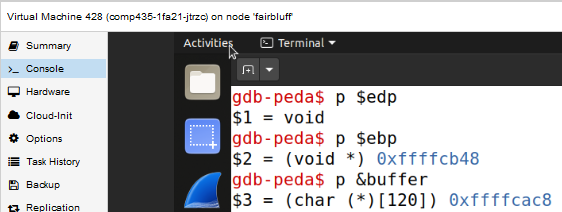 Virtual Machine 428 (comp435-1fa21-jtrzc) on node 'fairbluff'
Summary
Console
Hardware
Cloud-Init
Options
Task History
Backup
Replication
Activities
Terminal
gdb-peda$ p $edp
$1 = void
gdb-peda$ p $ebp
$2 = (void *) 0xffffcb48
gdb-peda$ p &buffer
$3 = (char (*)[120]) 0xffffcac8